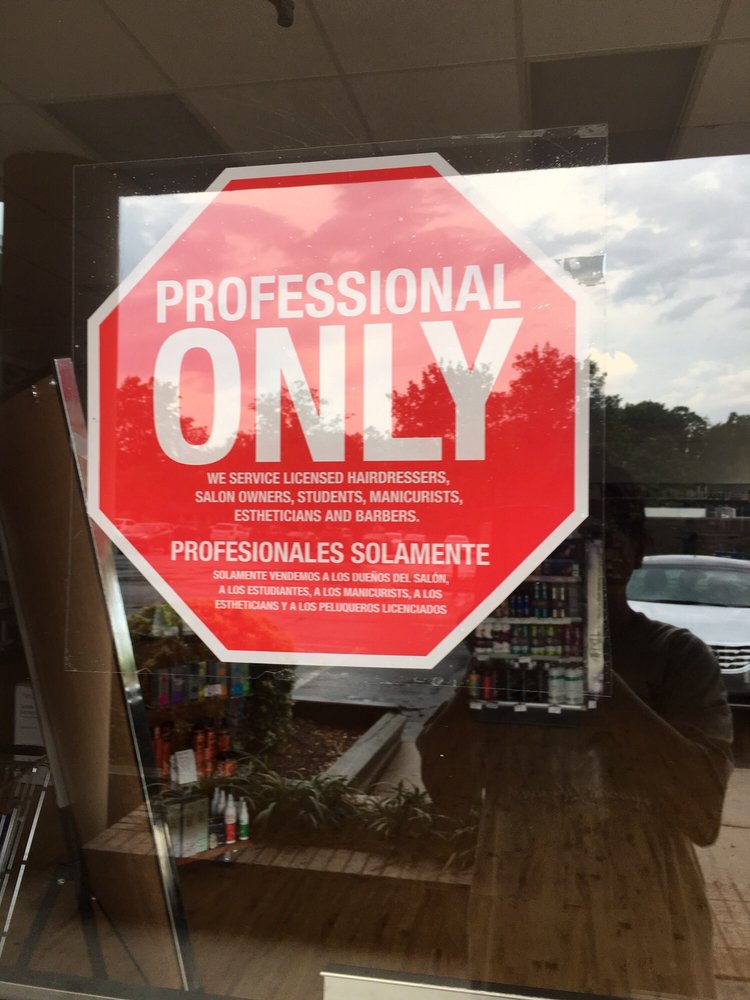 PROFESSIONAL
ONLY
WE SERVICE LICENSED HAIRDRESSERS,
SALON OWNERS, STUDENTS, MANICURISTS,
ESTHETICIANS AND BARBERS.
PROFESIONALES SOLAMENTE
SOLAMENTE VENDEMOS A LOS DUEÑOS DEL SALÓN,
A LOS ESTUDIANTES, A LOS MANICURISTS, A LOS
ESTHETICIANS Y A LOS PELUQUEROS LICENCIADOS